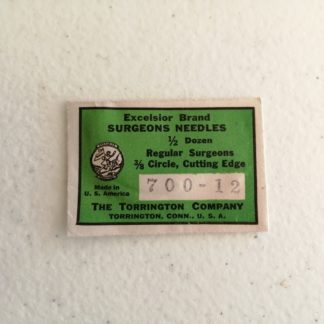 Excelsior Brand
SURGEONS NEEDLES
1/2 Dozen
Regular Surgeons
3/8 Circle, Cutting Edge
Made in
U. S. America
700-12
THE TORRINGTON COMPANY
TORRINGTON, CONN., U. S. A.